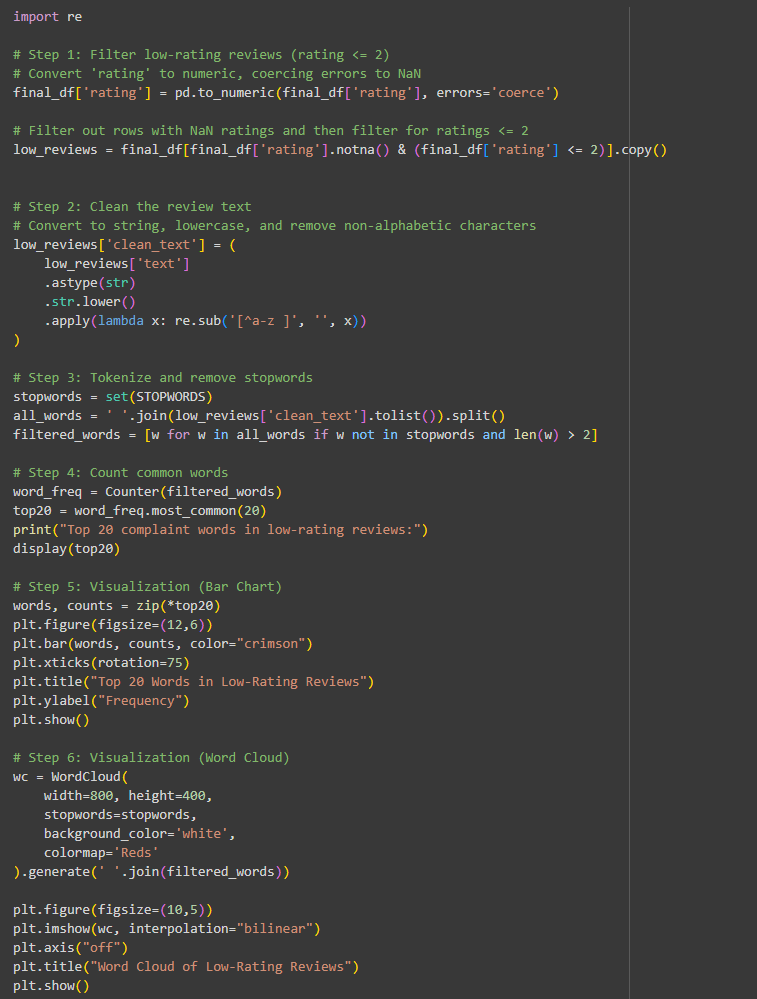 import re
# Step 1: Filter low-rating reviews (rating <= 2)
# Convert 'rating' to numeric, coercing errors to NaN
final_df['rating'] = pd.to_numeric(final_df['rating'], errors='coerce')
# Filter out rows with NaN ratings and then filter for ratings <= 2
low_reviews = final_df[final_df['rating'].notna() & (final_df['rating'] <= 2)].copy()
# Step 2: Clean the review text
# Convert to string, lowercase, and remove non-alphabetic characters
low_reviews['clean_text'] = (
    low_reviews['text']
    .astype(str)
    .str.lower()
    .apply(lambda x: re.sub('[^a-z ]', '', x))
)
# Step 3: Tokenize and remove stopwords
stopwords = set(STOPWORDS)
all_words = ' '.join(low_reviews['clean_text'].tolist()).split()
filtered_words = [w for w in all_words if w not in stopwords and len(w) > 2]
# Step 4: Count common words
word_freq = Counter(filtered_words)
top20 = word_freq.most_common(20)
print("Top 20 complaint words in low-rating reviews:")
display(top20)
# Step 5: Visualization (Bar Chart)
words, counts = zip(*top20)
plt.figure(figsize=(12,6))
plt.bar(words, counts, color="crimson")
plt.xticks(rotation=75)
plt.title("Top 20 Words in Low-Rating Reviews")
plt.ylabel("Frequency")
plt.show()
# Step 6: Visualization (Word Cloud)
wc = WordCloud(
    width=800, height=400,
    stopwords=stopwords,
    background_color='white',
    colormap='Reds'
).generate(' '.join(filtered_words))
plt.figure(figsize=(10,5))
plt.imshow(wc, interpolation="bilinear")
plt.axis("off")
plt.title("Word Cloud of Low-Rating Reviews")
plt.show()